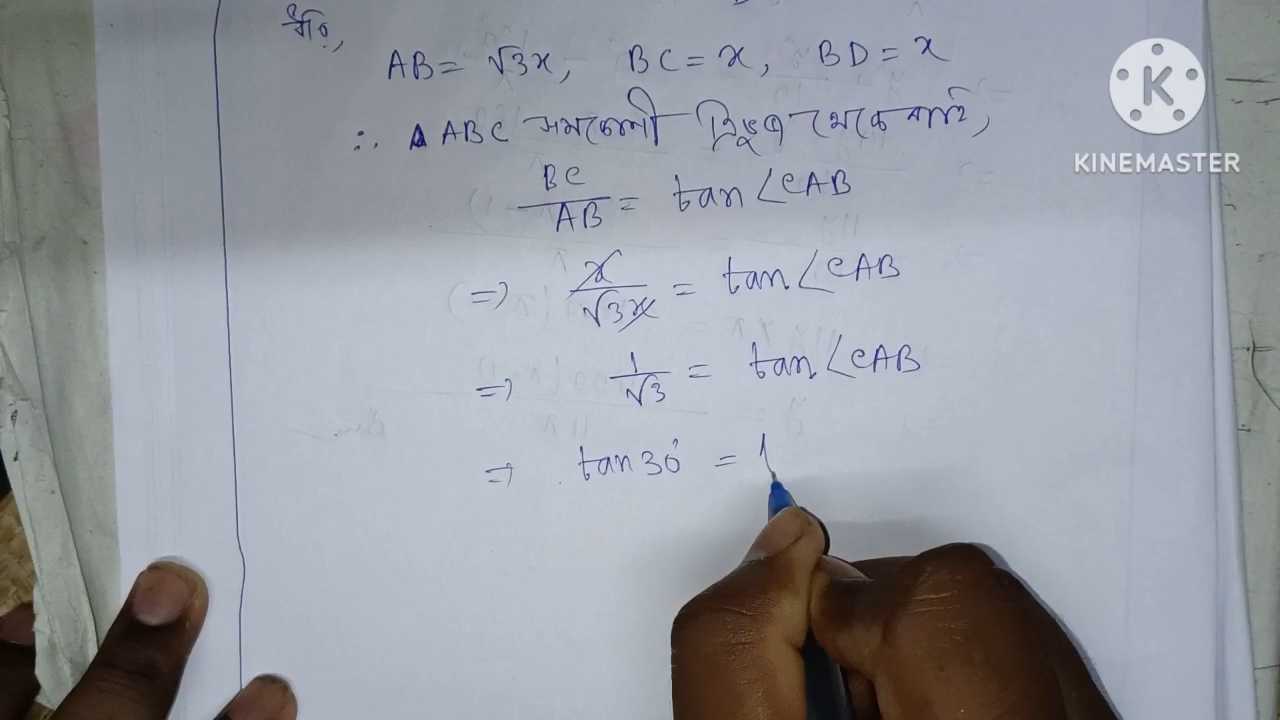 ধরি,
AB = √3x, BC = x, BD = x
∴ △ABC সমকোণী ত্রিভুজ থেকে পাই,
BC/AB = tan∠CAB
⇒ x/√3x = tan∠CAB
⇒ 1/√3 = tan∠CAB
⇒ tan30° =
K
KINEMASTER